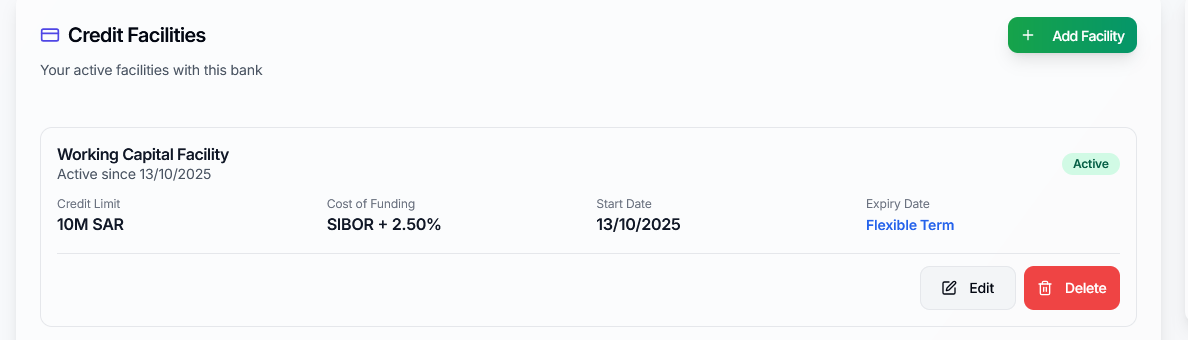 Credit Facilities
Add Facility
Your active facilities with this bank
Working Capital Facility
Active since 13/10/2025
Active
Credit Limit
Cost of Funding
Start Date
Expiry Date
10M SAR
SIBOR + 2.50%
13/10/2025
Flexible Term
Edit
Delete